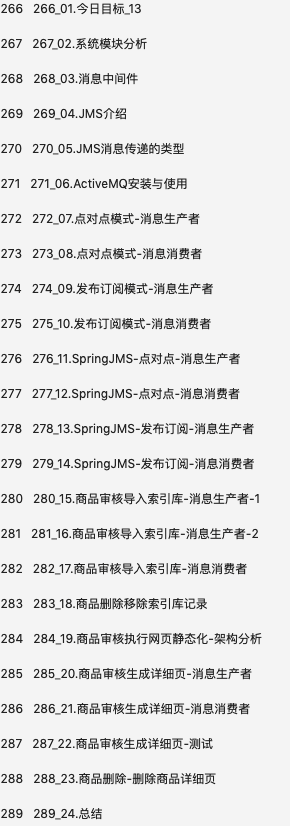 266 266_01.今日目标_13
267 267_02.系统模块分析
268 268_03.消息中间件
269 269_04.JMS介绍
270 270_05.JMS消息传递的类型
271 271_06.ActiveMQ安装与使用
272 272_07.点对点模式-消息生产者
273 273_08.点对点模式-消息消费者
274 274_09.发布订阅模式-消息生产者
275 275_10.发布订阅模式-消息消费者
276 276_11.SpringJMS-点对点-消息生产者
277 277_12.SpringJMS-点对点-消息消费者
278 278_13.SpringJMS-发布订阅-消息生产者
279 279_14.SpringJMS-发布订阅-消息消费者
280 280_15.商品审核导入索引库-消息生产者-1
281 281_16.商品审核导入索引库-消息生产者-2
282 282_17.商品审核导入索引库-消息消费者
283 283_18.商品删除移除索引库记录
284 284_19.商品审核执行网页静态化-架构分析
285 285_20.商品审核生成详细页-消息生产者
286 286_21.商品审核生成详细页-消息消费者
287 287_22.商品审核生成详细页-测试
288 288_23.商品删除-删除商品详细页
289 289_24.总结